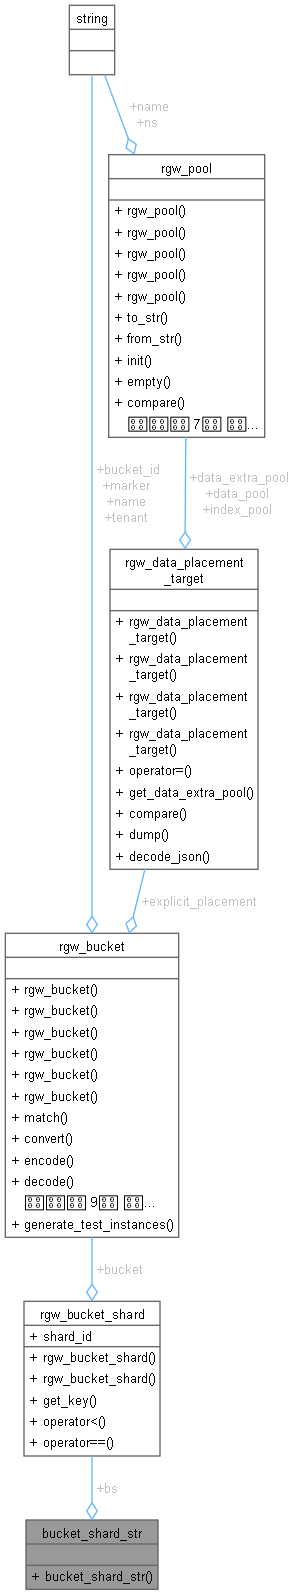 string
+name
+ns
rgw_pool
+ rgw_pool()
+ rgw_pool()
+ rgw_pool()
+ rgw_pool()
+ rgw_pool()
+ to_str()
+ from_str()
+ init()
+ empty()
+ compare()
7 ...
+bucket_id
+marker
+name
+tenant
+data_extra_pool
+data_pool
+index_pool
rgw_data_placement
_target
+ rgw_data_placement
_target()
+ rgw_data_placement
_target()
+ rgw_data_placement
_target()
+ rgw_data_placement
_target()
+ operator=()
+ get_data_extra_pool()
+ compare()
+ dump()
+ decode_json()
+explicit_placement
rgw_bucket
+ rgw_bucket()
+ rgw_bucket()
+ rgw_bucket()
+ rgw_bucket()
+ rgw_bucket()
+ rgw_bucket()
+ match()
+ convert()
+ encode()
+ decode()
9 ...
+ generate_test_instances()
+bucket
rgw_bucket_shard
+ shard_id
+ rgw_bucket_shard()
+ rgw_bucket_shard()
+ get_key()
+ operator<()
+ operator==()
+bs
bucket_shard_str
+ bucket_shard_str()